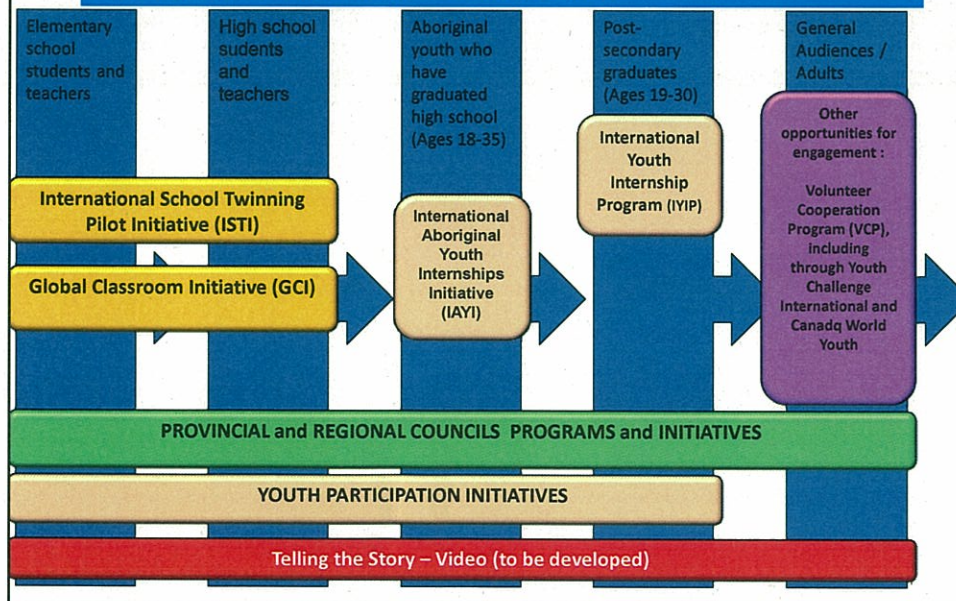 Elementary
school
students and
teachers
High school
sudents
and
teachers
Aboriginal
youth who
have
graduated
high school
(Ages 18-35)
Post-
secondary
graduates
(Ages 19-30)
General
Audiences /
Adults
International School Twinning
Pilot Initiative (ISTI)
Global Classroom Initiative (GCI)
International
Aboriginal
Youth
Internships
Initiative
(IAYI)
International
Youth
Internship
Program (IYIP)
Other
opportunities for
engagement :
Volunteer
Cooperation
Program (VCP),
including
through Youth
Challenge
International and
Canadq World
Youth
PROVINCIAL and REGIONAL COUNCILS PROGRAMS and INITIATIVES
YOUTH PARTICIPATION INITIATIVES
Telling the Story – Video (to be developed)